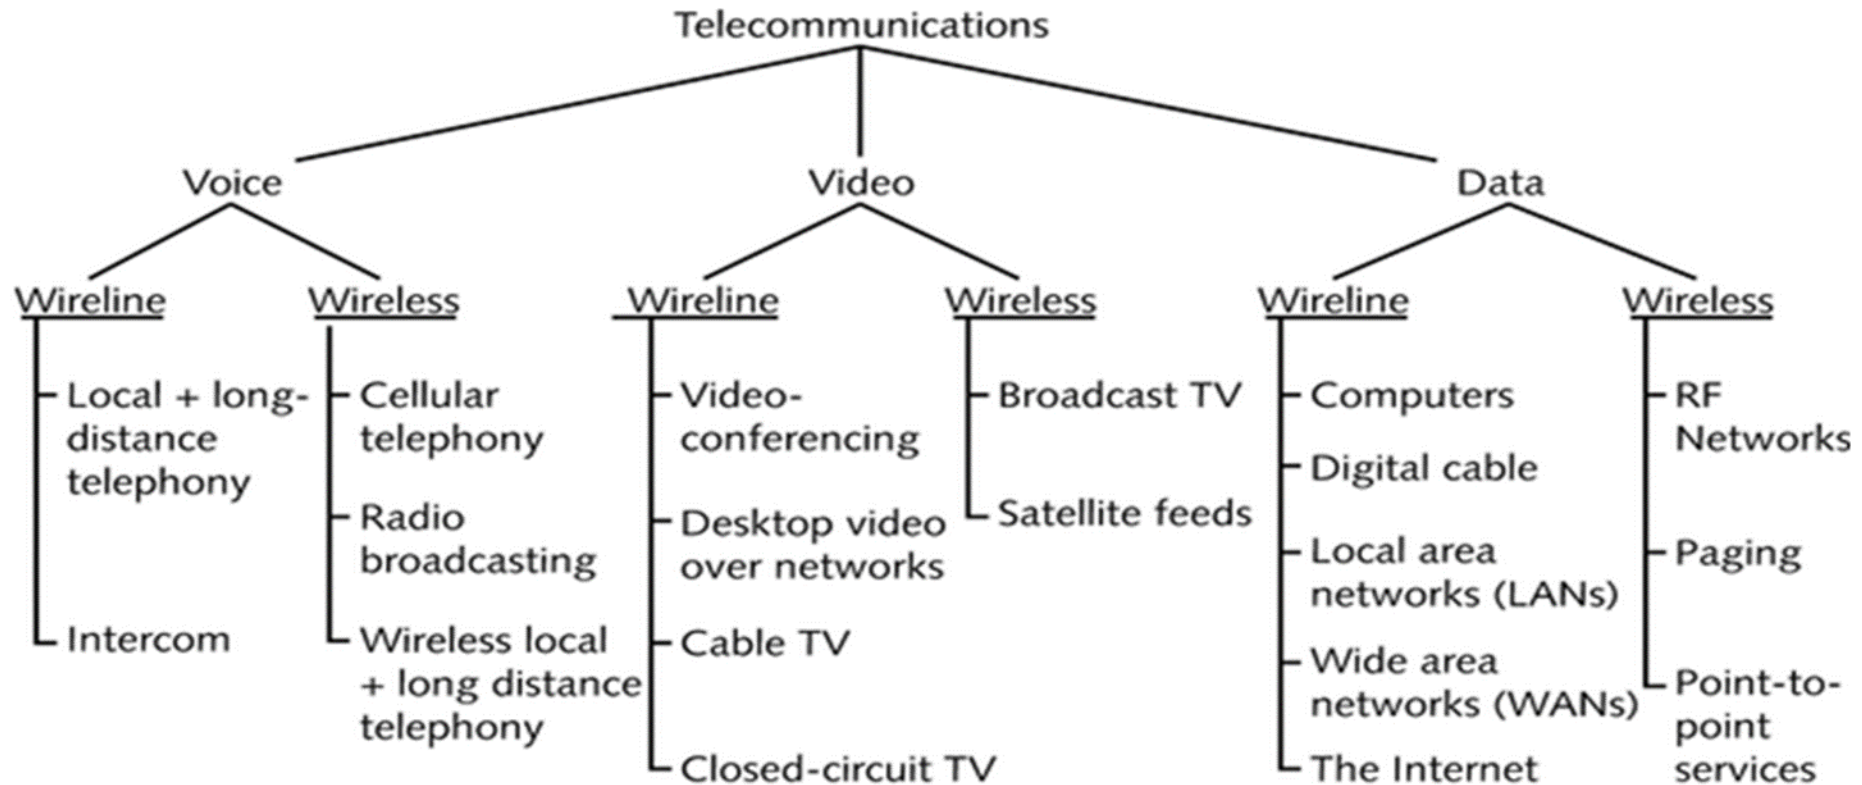 Telecommunications
Voice
Video
Data
Wireline
Local + long-
distance
telephony
Intercom
Wireless
Cellular
telephony
Radio
broadcasting
Wireless local
+ long distance
telephony
Wireline
Video-
conferencing
Desktop video
over networks
Cable TV
Closed-circuit TV
Wireless
Broadcast TV
Satellite feeds
Wireline
Computers
Digital cable
Local area
networks (LANs)
Wide area
networks (WANs)
The Internet
Wireless
RF
Networks
Paging
Point-to-
point
services